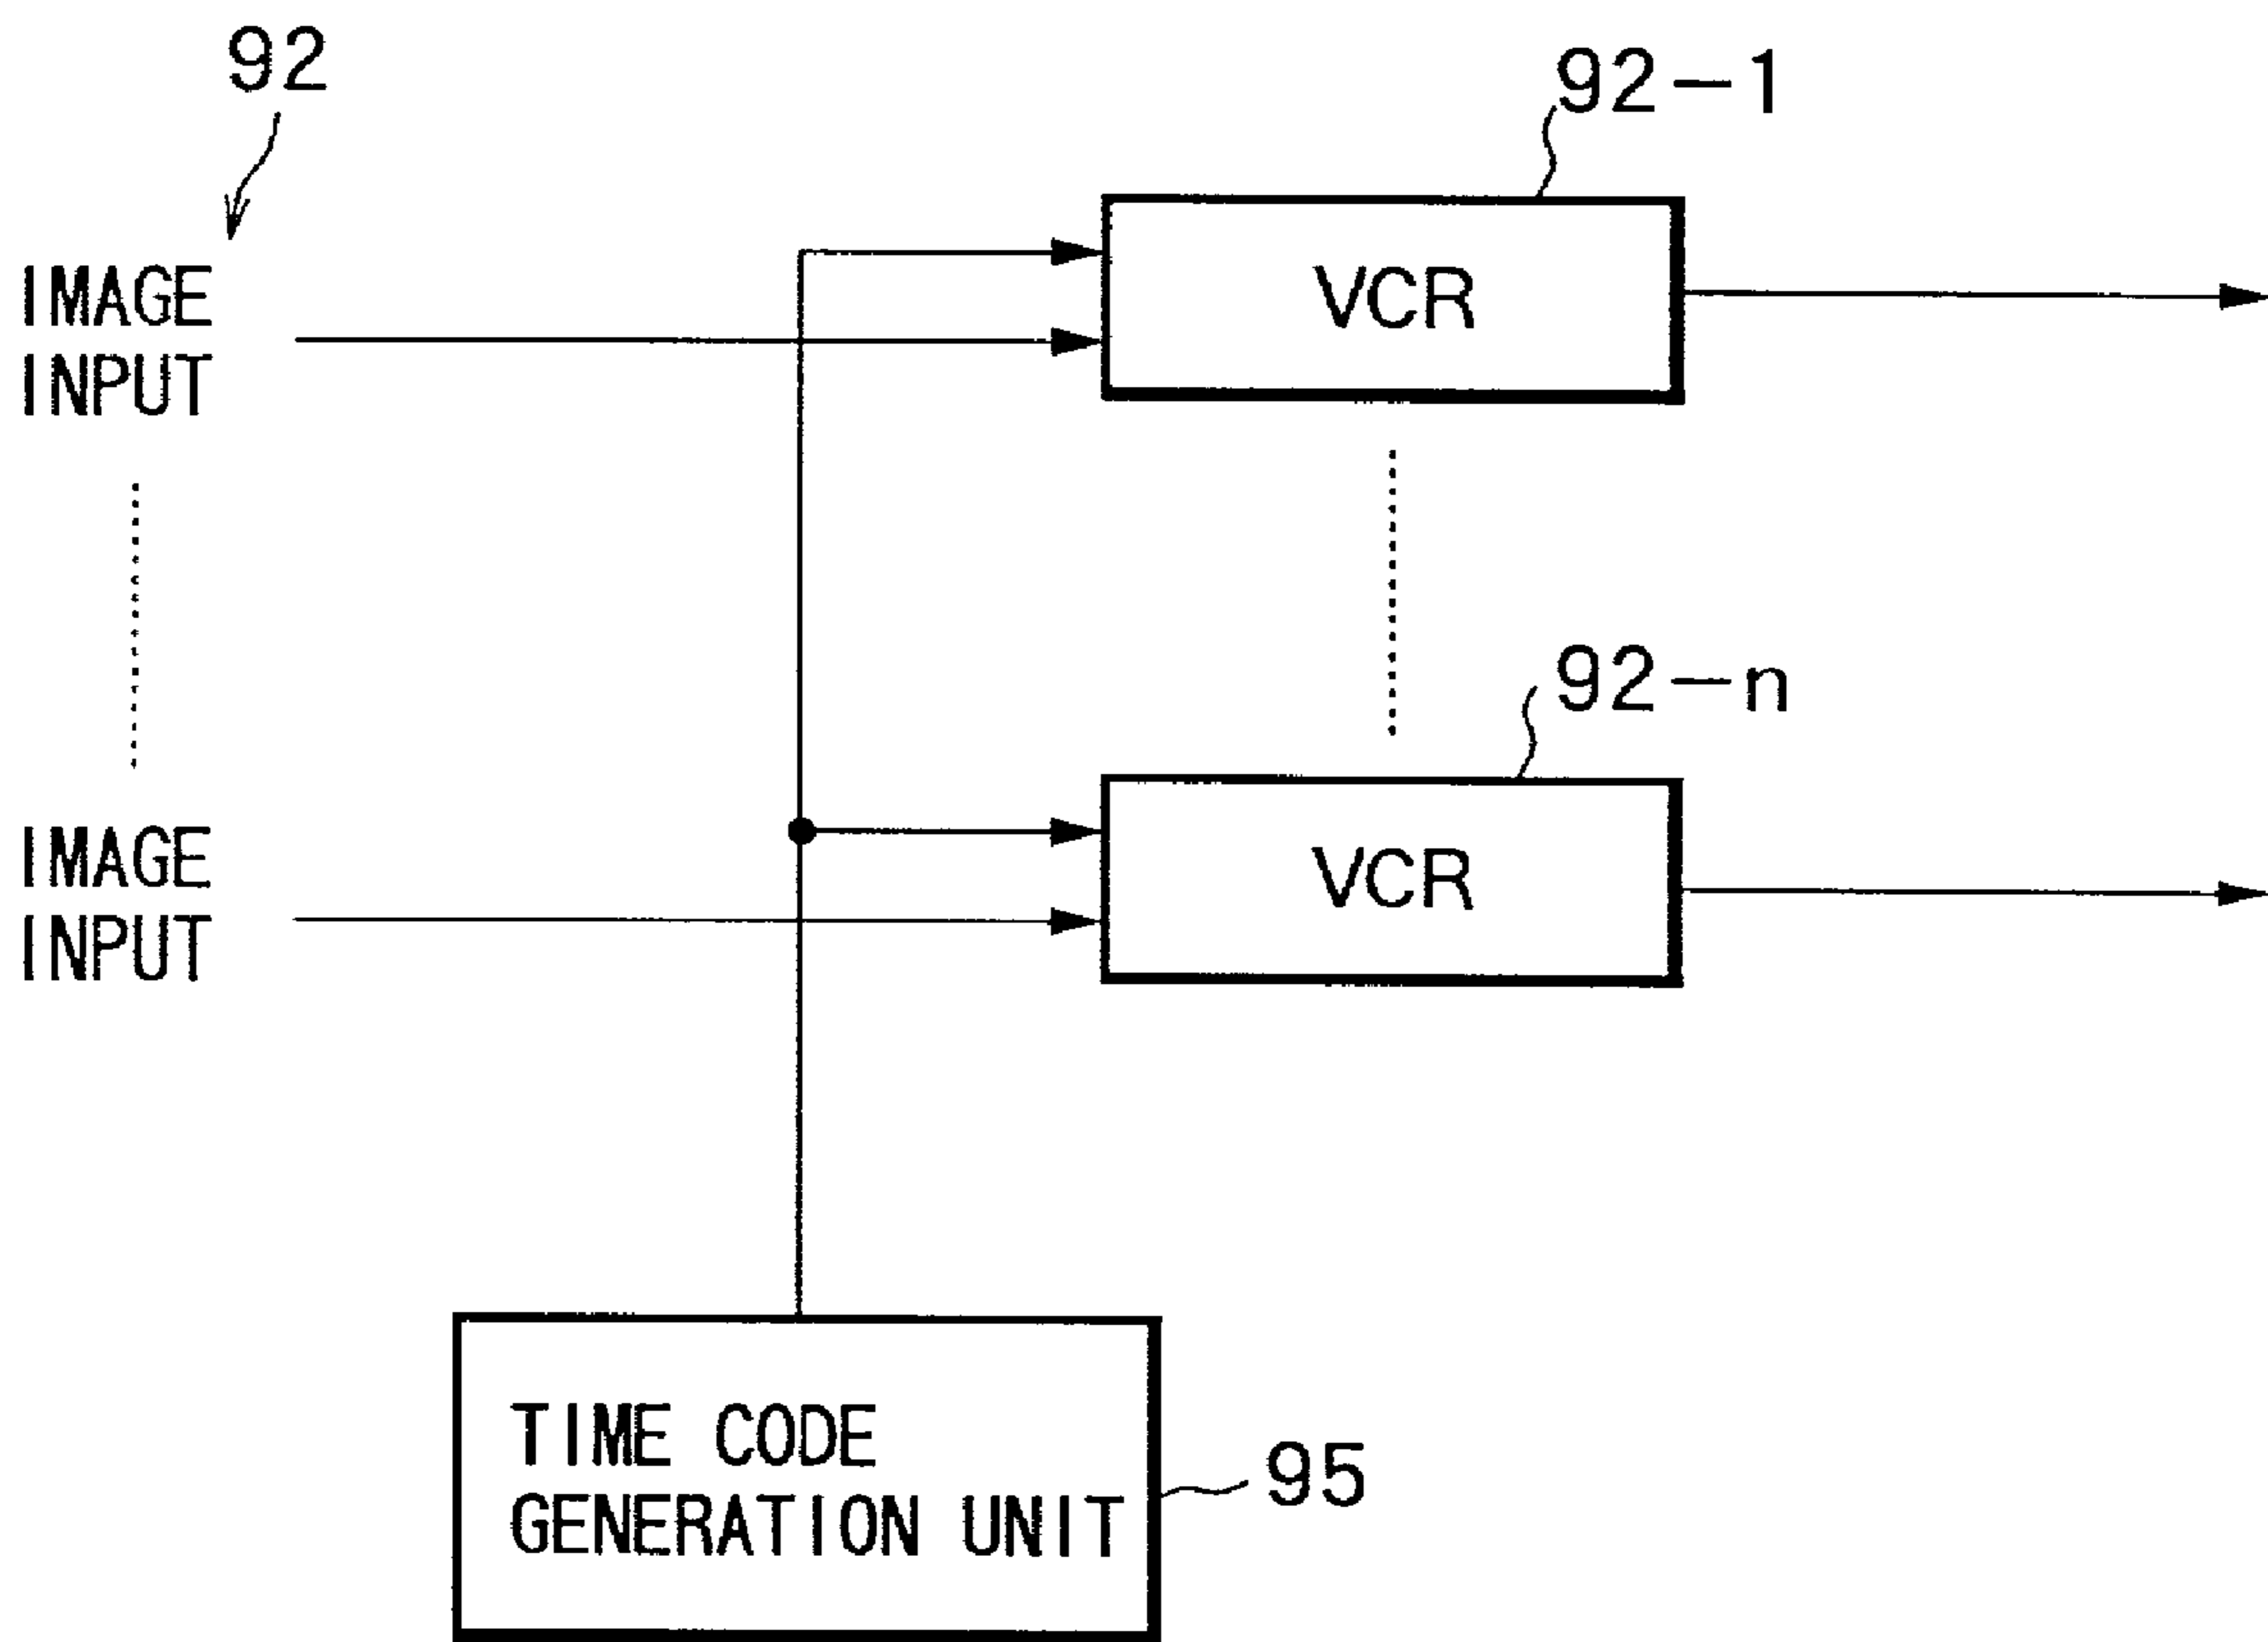 92
92-1
IMAGE
INPUT
VCR
92-n
IMAGE
INPUT
VCR
TIME CODE
GENERATION UNIT
95